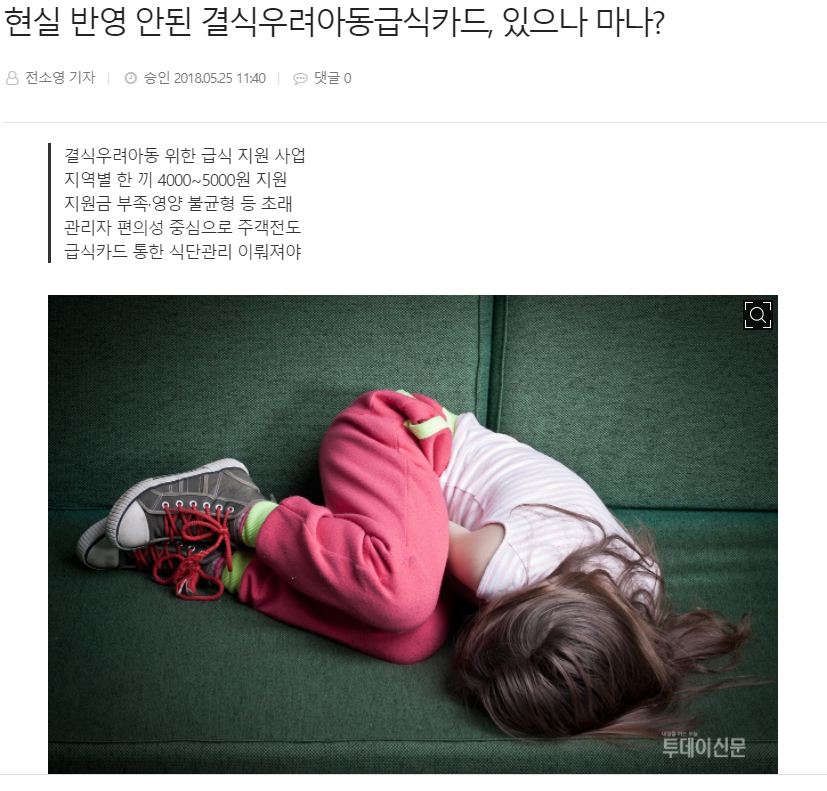 현실 반영 안된 결식우려아동급식카드, 있으나 마나?
전소영 기자 승인 2018.05.25 11:40 댓글 0
결식우려아동 위한 급식 지원 사업
지역별 한 끼 4000~5000원 지원
지원금 부족·영양 불균형 등 초래
관리자 편의성 중심으로 주객전도
급식카드 통한 식단관리 이뤄져야
투데이신문